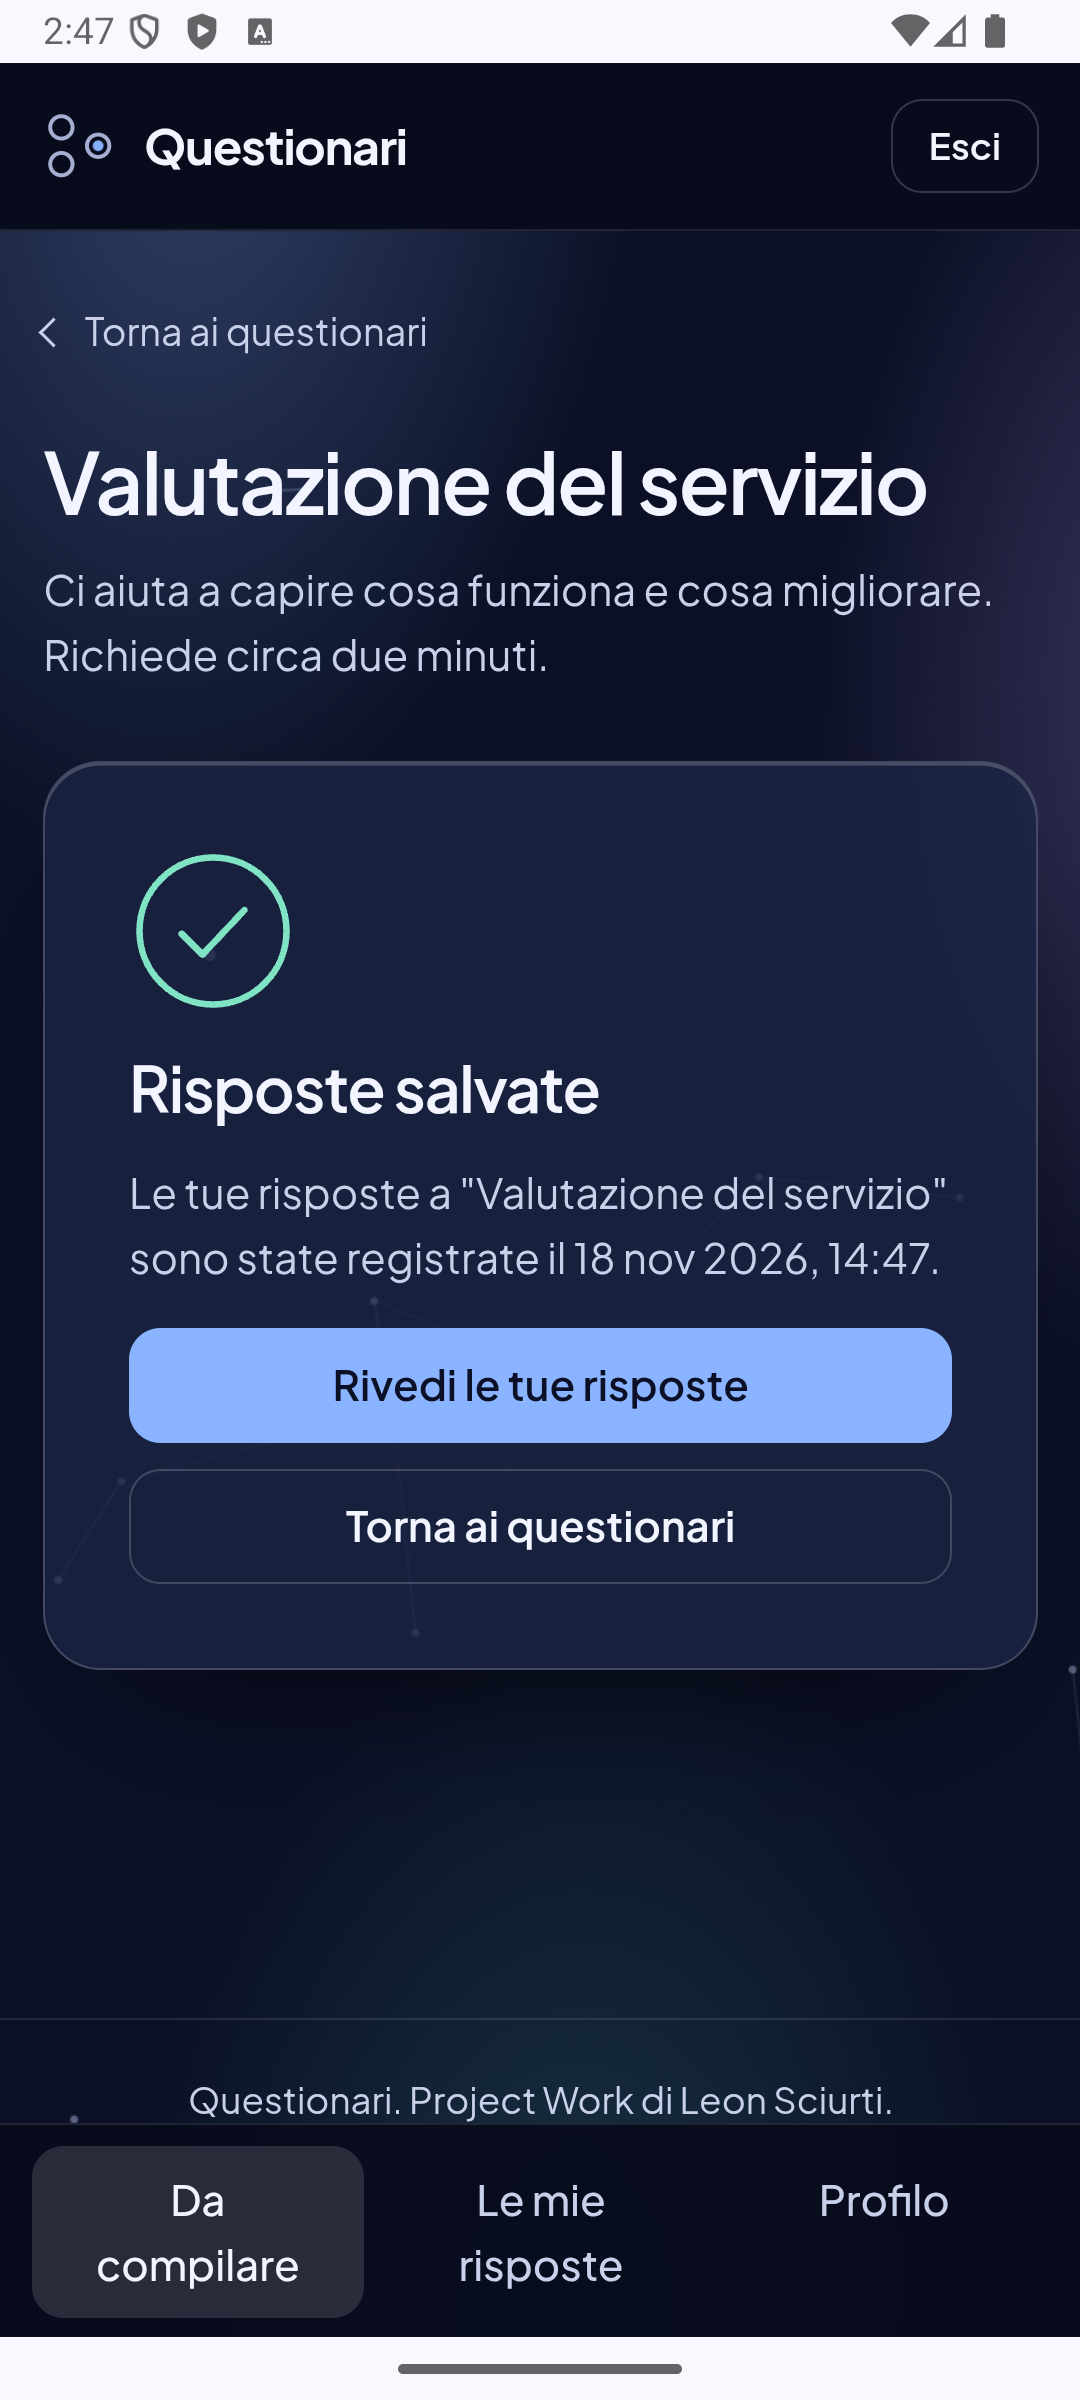 2:47
Questionari
Esci
Torna ai questionari
Valutazione del servizio
Ci aiuta a capire cosa funziona e cosa migliorare.
Richiede circa due minuti.
Risposte salvate
Le tue risposte a "Valutazione del servizio"
sono state registrate il 18 nov 2026, 14:47.
Rivedi le tue risposte
Torna ai questionari
Questionari. Project Work di Leon Sciurti.
Da
compilare
Le mie
risposte
Profilo